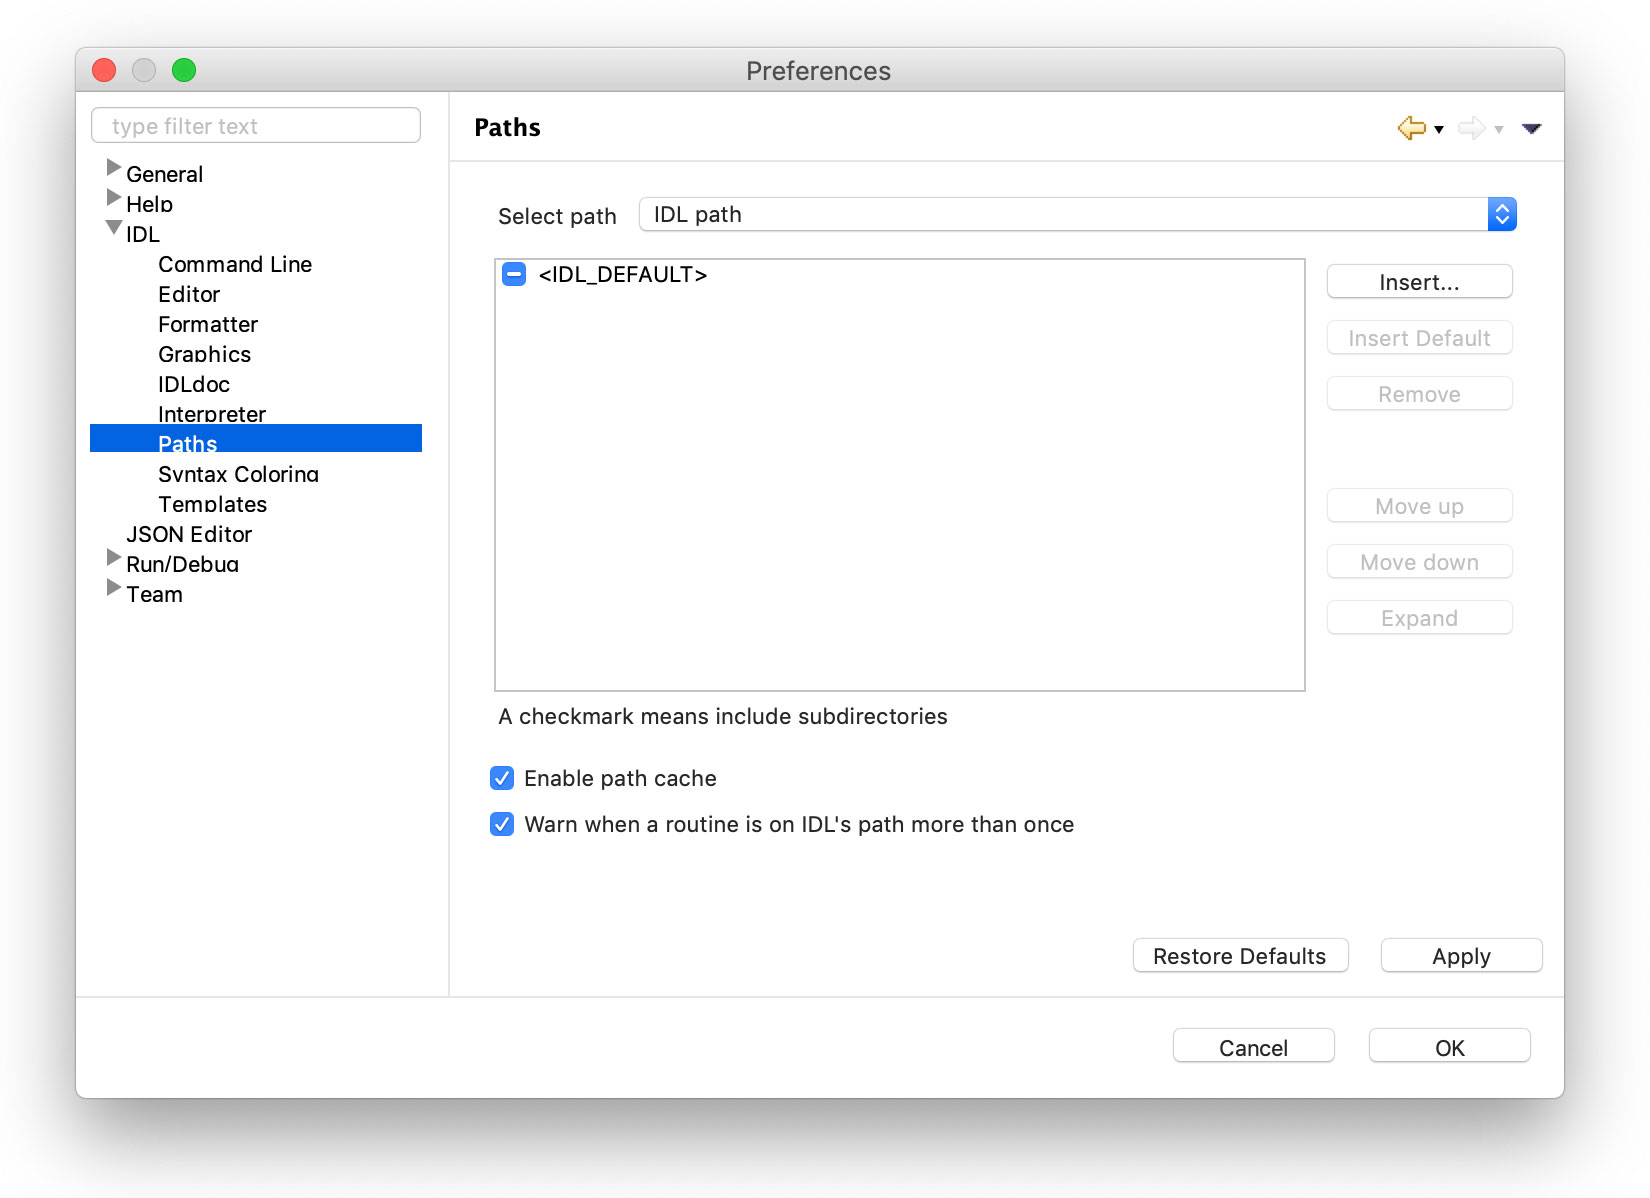 Preferences
type filter text
General
Help
IDL
Command Line
Editor
Formatter
Graphics
IDLdoc
Interpreter
Paths
Syntax Coloring
Templates
JSON Editor
Run/Debug
Team
Paths
Select path IDL path
<IDL_DEFAULT>
Insert...
Insert Default
Remove
Move up
Move down
Expand
A checkmark means include subdirectories
Enable path cache
Warn when a routine is on IDL's path more than once
Restore Defaults Apply
Cancel OK